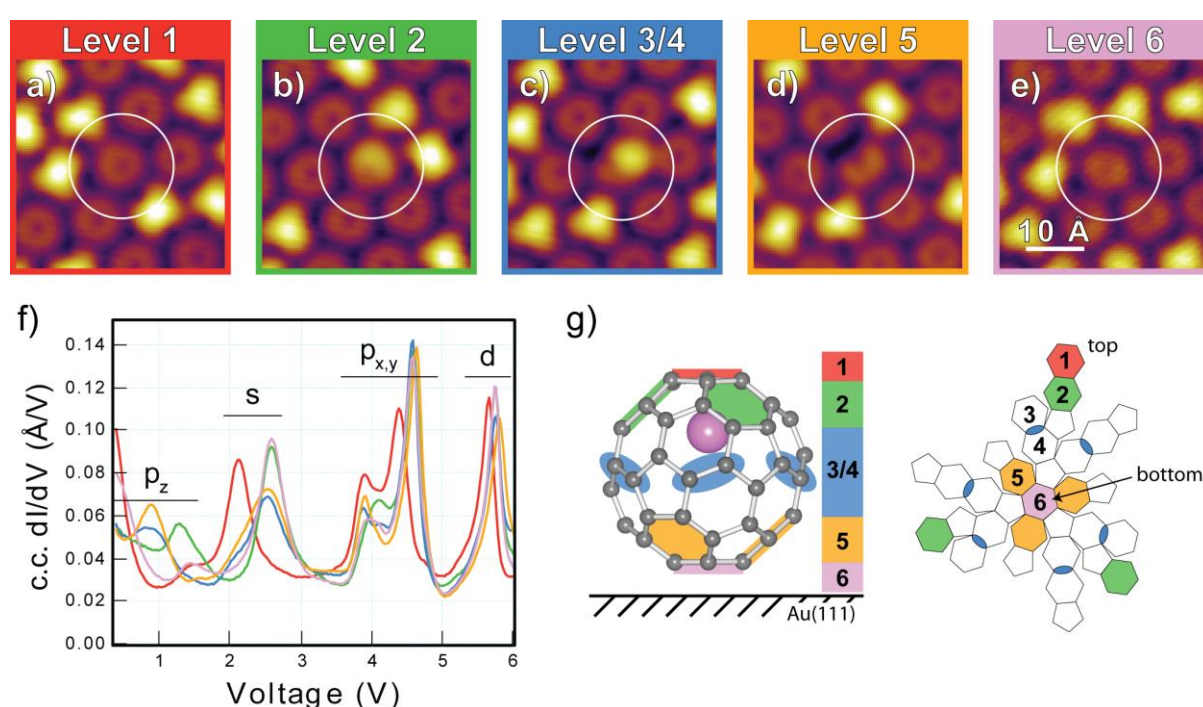 Level 1
Level 2
Level 3/4
Level 5
Level 6
a)
b)
c)
d)
e)
10 Å
f)
c.c. dI/dV (Å/V)
0.14
0.12
0.10
0.08
0.06
0.04
0.02
0.00
p_z
s
p_x,y
d
1 2 3 4 5 6
Voltage (V)
g)
1
2
3/4
5
6
Au(111)
1 top
2
3
4
5
6
bottom